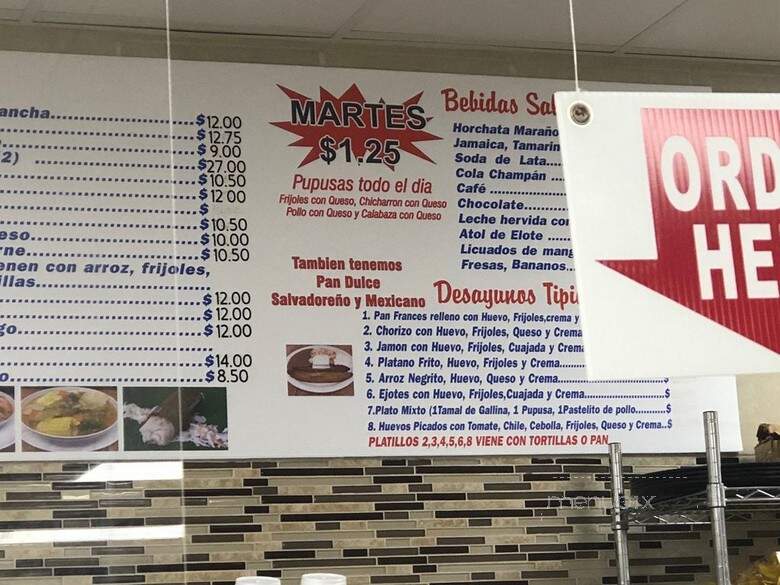 ancha.......$12.00
$12.75
2) $9.00
$27.00
$10.50
$12 00
$
$10.50
eso.......$10.00
rne.......$10.50
enen con arroz, frijoles,
illas.......
$12.00
$12.00
go.......$12.00
$14.00
o.......$8.50
MARTES
$1.25
Pupusas todo el dia
Frijoles con Queso, Chicharron con Queso
Pollo con Queso y Calabaza con Queso
Tambien tenemos
Pan Dulce
Salvadoreño y Mexicano
Bebidas Sal
Horchata Maraño
Jamaica, Tamarin
Soda de Lata....
Cola Champán
Café ................
Chocolate..........
Leche hervida con
Atol de Elote .....
Licuados de mang
Fresas, Bananos..
Desayunos Tipi
1. Pan Frances relleno con Huevo, Frijoles,crema y
2. Chorizo con Huevo, Frijoles, Queso y Crema
3. Jamon con Huevo, Frijoles, Cuajada y Crema
4. Platano Frito, Huevo, Frijoles y Crema.......
5. Arroz Negrito, Huevo, Queso y Crema..............$
6. Ejotes con Huevo, Frijoles,Cuajada y Crema..........$
7.Plato Mixto (1Tamal de Gallina, 1 Pupusa, 1Pastelito de pollo..........$
8. Huevos Picados con Tomate, Chile, Cebolla, Frijoles, Queso y Crema..$
PLATILLOS 2,3,4,5,6,8 VIENE CON TORTILLAS O PAN
ORD
HE
menupix